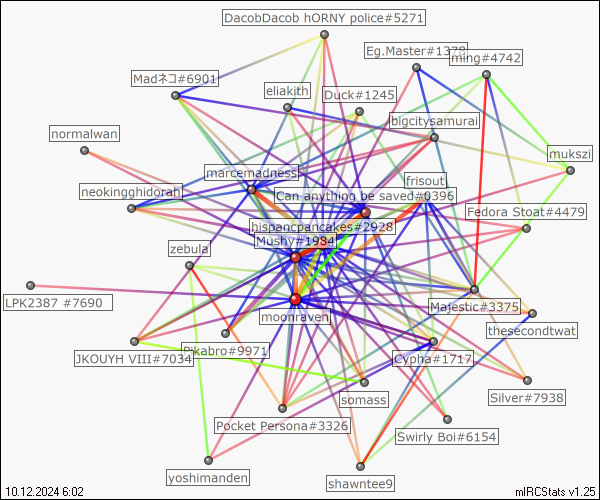 DacobDacob hORNY police#5271
Eg.Master#1378
ming#4742
Madネコ#6901
eliakith
Duck#1245
bigcitysamurai
normalwan
mukszi
marcemadness
frisout
neokingghidorah
Can anything be saved#0396
Fedora Stoat#4479
hispancpancakes#2928
Mushy#1984
zebula
LPK2387 #7690
Majestic#3375
moonraven
thesecondtwat
JKOUYH VIII#7034
Pikabro#9971
Cypha#1717
somass
Silver#7938
Pocket Persona#3326
Swirly Boi#6154
yoshimanden
shawntee9
10.12.2024 6:02
mIRCStats v1.25